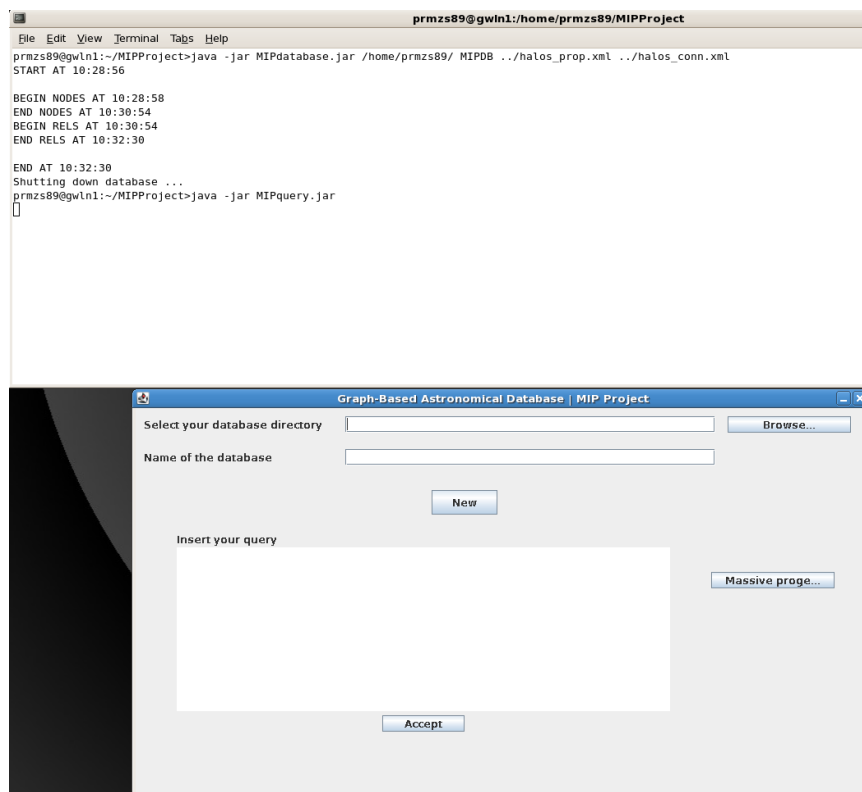 prmzs89@gwln1:/home/prmzs89/MIPProject
File Edit View Terminal Tabs Help
prmzs89@gwln1:~/MIPProject>java -jar MIPdatabase.jar /home/prmzs89/ MIPDB ../halos_prop.xml ../halos_conn.xml
START AT 10:28:56
BEGIN NODES AT 10:28:58
END NODES AT 10:30:54
BEGIN RELS AT 10:30:54
END RELS AT 10:32:30
END AT 10:32:30
Shutting down database ...
prmzs89@gwln1:~/MIPProject>java -jar MIPquery.jar
Graph-Based Astronomical Database | MIP Project
Select your database directory Browse...
Name of the database
New
Insert your query
Massive proge...
Accept